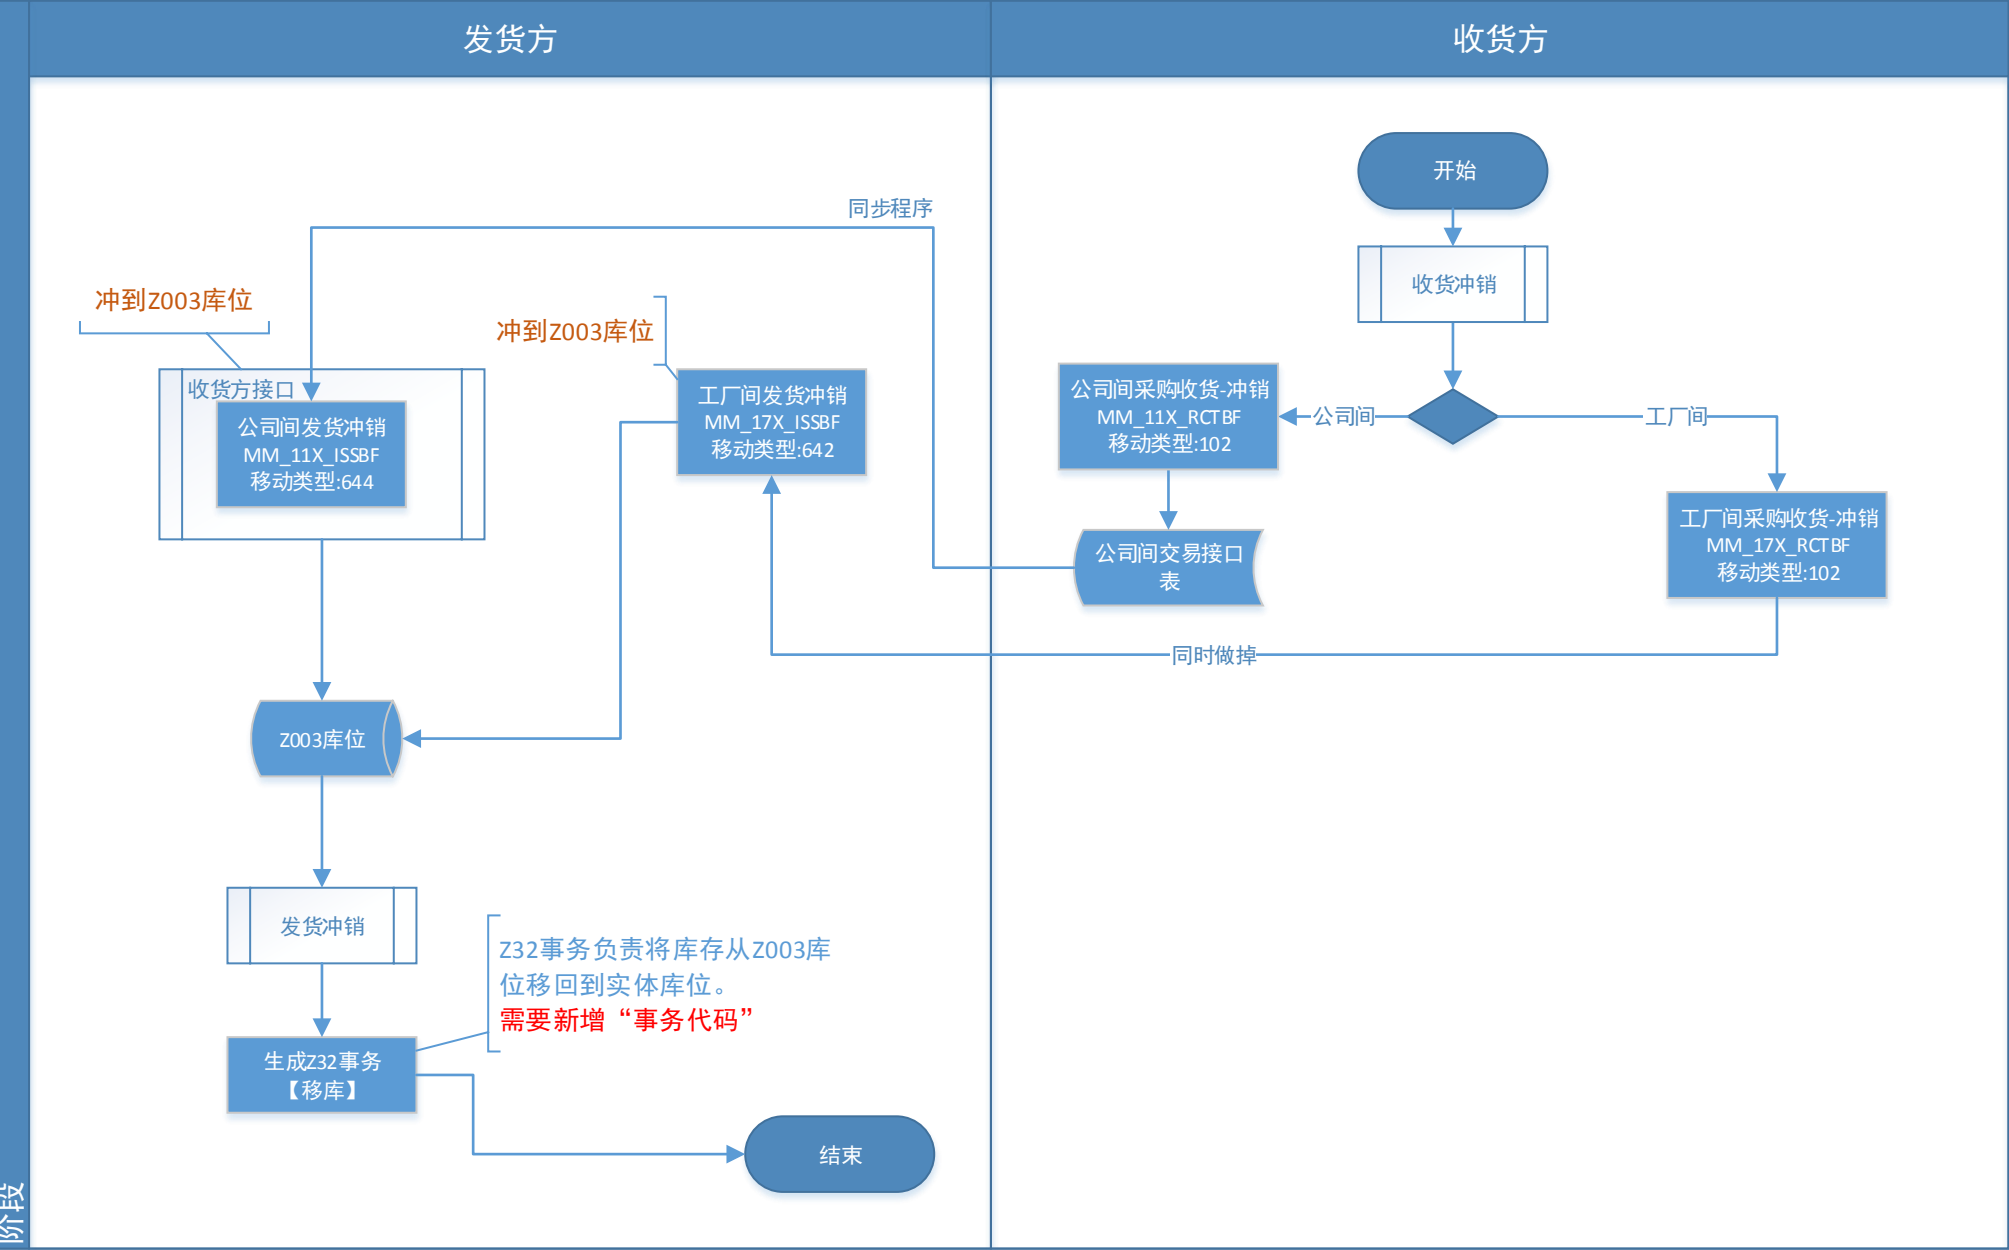 发货方
收货方
开始
同步程序
收货冲销
冲到Z003库位
冲到Z003库位
收货方接口
公司间发货冲销
MM_11X_ISSBF
移动类型:644
工厂间发货冲销
MM_17X_ISSBF
移动类型:642
公司间采购收货-冲销
MM_11X_RCTBF
移动类型:102
公司间
工厂间
工厂间采购收货-冲销
MM_17X_RCTBF
移动类型:102
公司间交易接口
表
同时做掉
Z003库位
发货冲销
Z32事务负责将库存从Z003库
位移回到实体库位。
需要新增“事务代码”
生成Z32事务
【移库】
结束
阶段